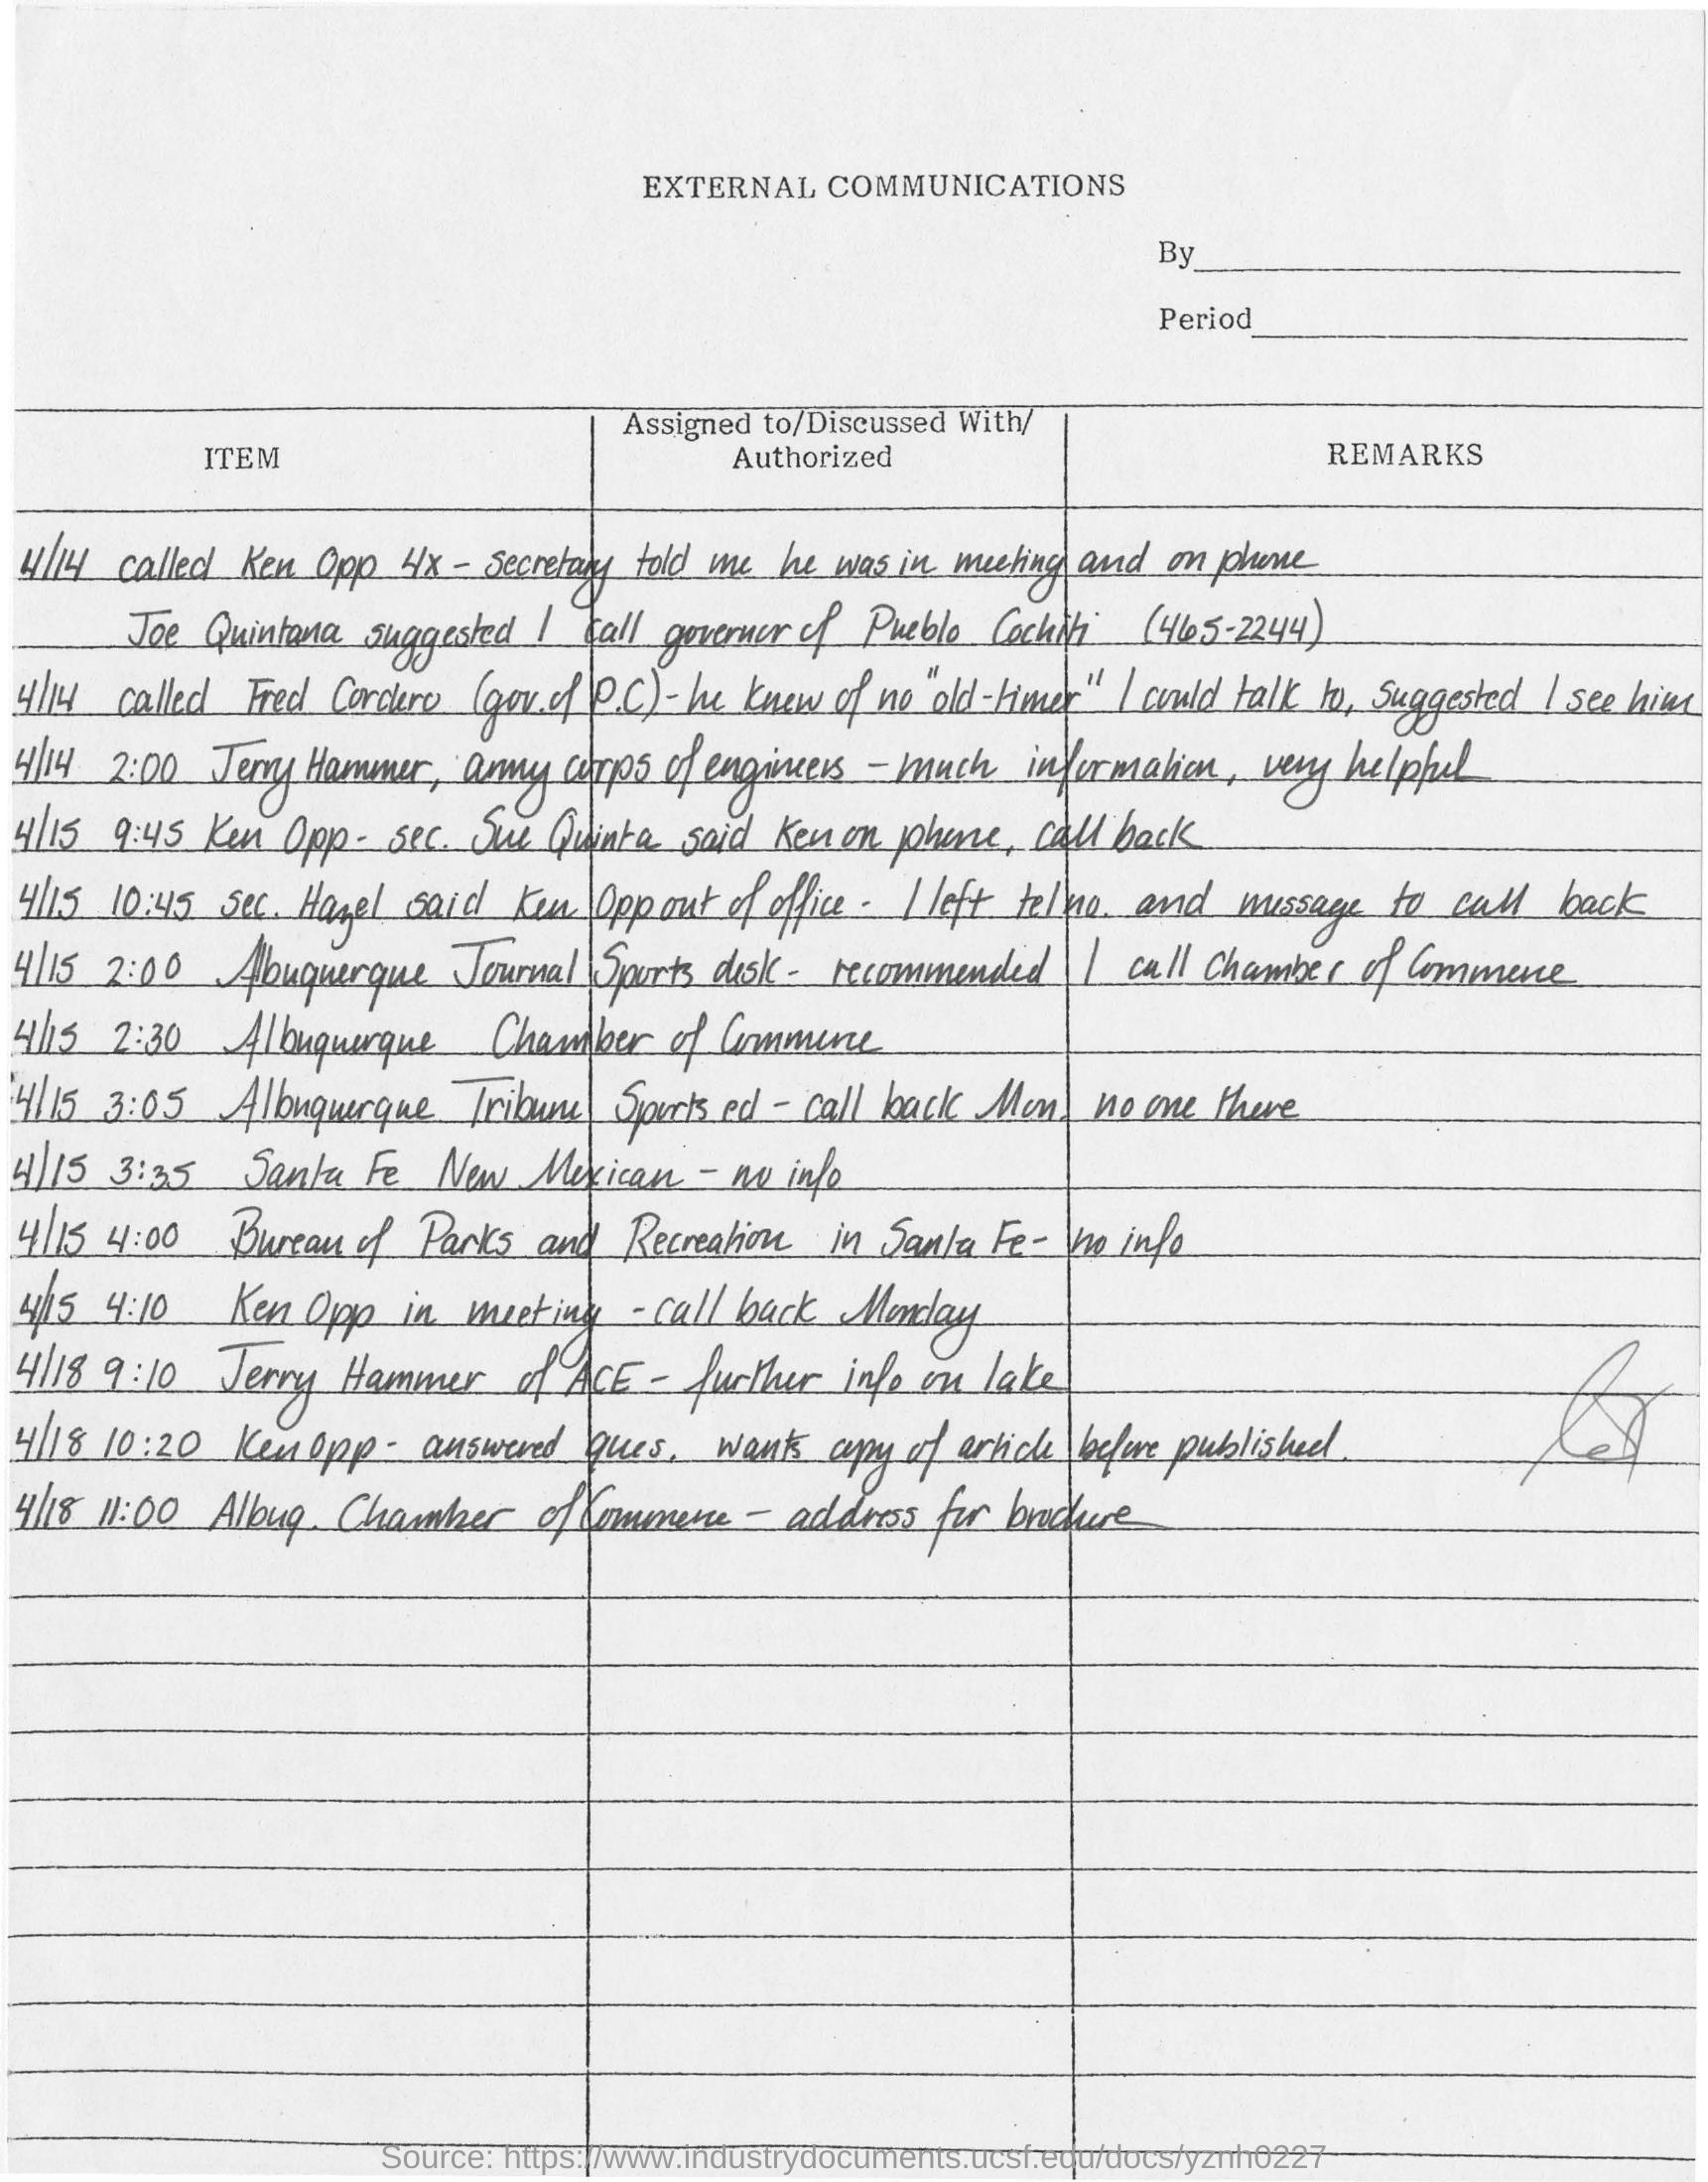 EXTERNAL COMMUNICATIONS
By
Period
ITEM
Assigned to/Discussed With/
Authorized
REMARKS
4/14 called Ken Opp 4x - secretary told me he was in meeting and on phone
Joe Quintana suggested I call governor of Pueblo Cochiti (465-2244)
4/14 called Fred Cordero (gov. of P.C) - he knew of no "old-timer" I could talk to, suggested I see him
4/14 2:00 Jerry Hammer, army corps of engineers - much information, very helpful
4/15 9:45 Ken Opp - sec. Sue Quinta said Ken on phone, call back
4/15 10:45 sec. Hazel said Ken Opp out of office - I left tel no. and message to call back
4/15 2:00 Albuquerque Journal Sports desk - recommended I call Chamber of Commerce
4/15 2:30 Albuquerque Chamber of Commerce
4/15 3:05 Albuquerque Tribune Sports ed - call back Mon. no one there
4/15 3:35 Santa Fe New Mexican - no info
4/15 4:00 Bureau of Parks and Recreation in Santa Fe - no info
4/15 4:10 Ken Opp in meeting - call back Monday
4/18 9:10 Jerry Hammer of ACE - further info on lake
4/18 10:20 Ken Opp - answered ques. wants copy of article before published.
4/18 11:00 Albuq. Chamber of Commerce - address for brochure
Source: https://www.industrydocuments.ucsf.edu/docs/yznh0227